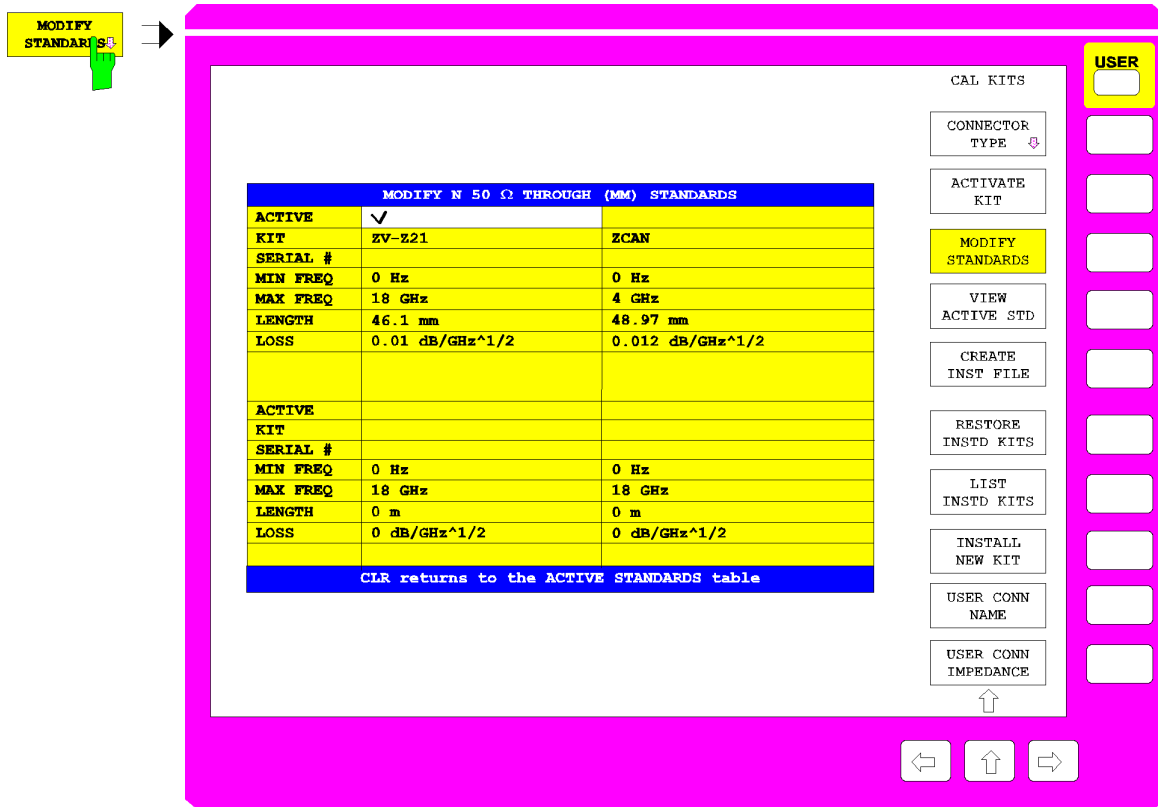 MODIFY
STANDARDS
USER
CAL KITS
CONNECTOR
TYPE
ACTIVATE
KIT
MODIFY
STANDARDS
VIEW
ACTIVE STD
CREATE
INST FILE
RESTORE
INSTD KITS
LIST
INSTD KITS
INSTALL
NEW KIT
USER CONN
NAME
USER CONN
IMPEDANCE
MODIFY N 50 Ω THROUGH (MM) STANDARDS
ACTIVE ✓
KIT ZV-Z21 ZCAN
SERIAL #
MIN FREQ 0 Hz 0 Hz
MAX FREQ 18 GHz 4 GHz
LENGTH 46.1 mm 48.97 mm
LOSS 0.01 dB/GHz^1/2 0.012 dB/GHz^1/2
ACTIVE
KIT
SERIAL #
MIN FREQ 0 Hz 0 Hz
MAX FREQ 18 GHz 18 GHz
LENGTH 0 m 0 m
LOSS 0 dB/GHz^1/2 0 dB/GHz^1/2
CLR returns to the ACTIVE STANDARDS table